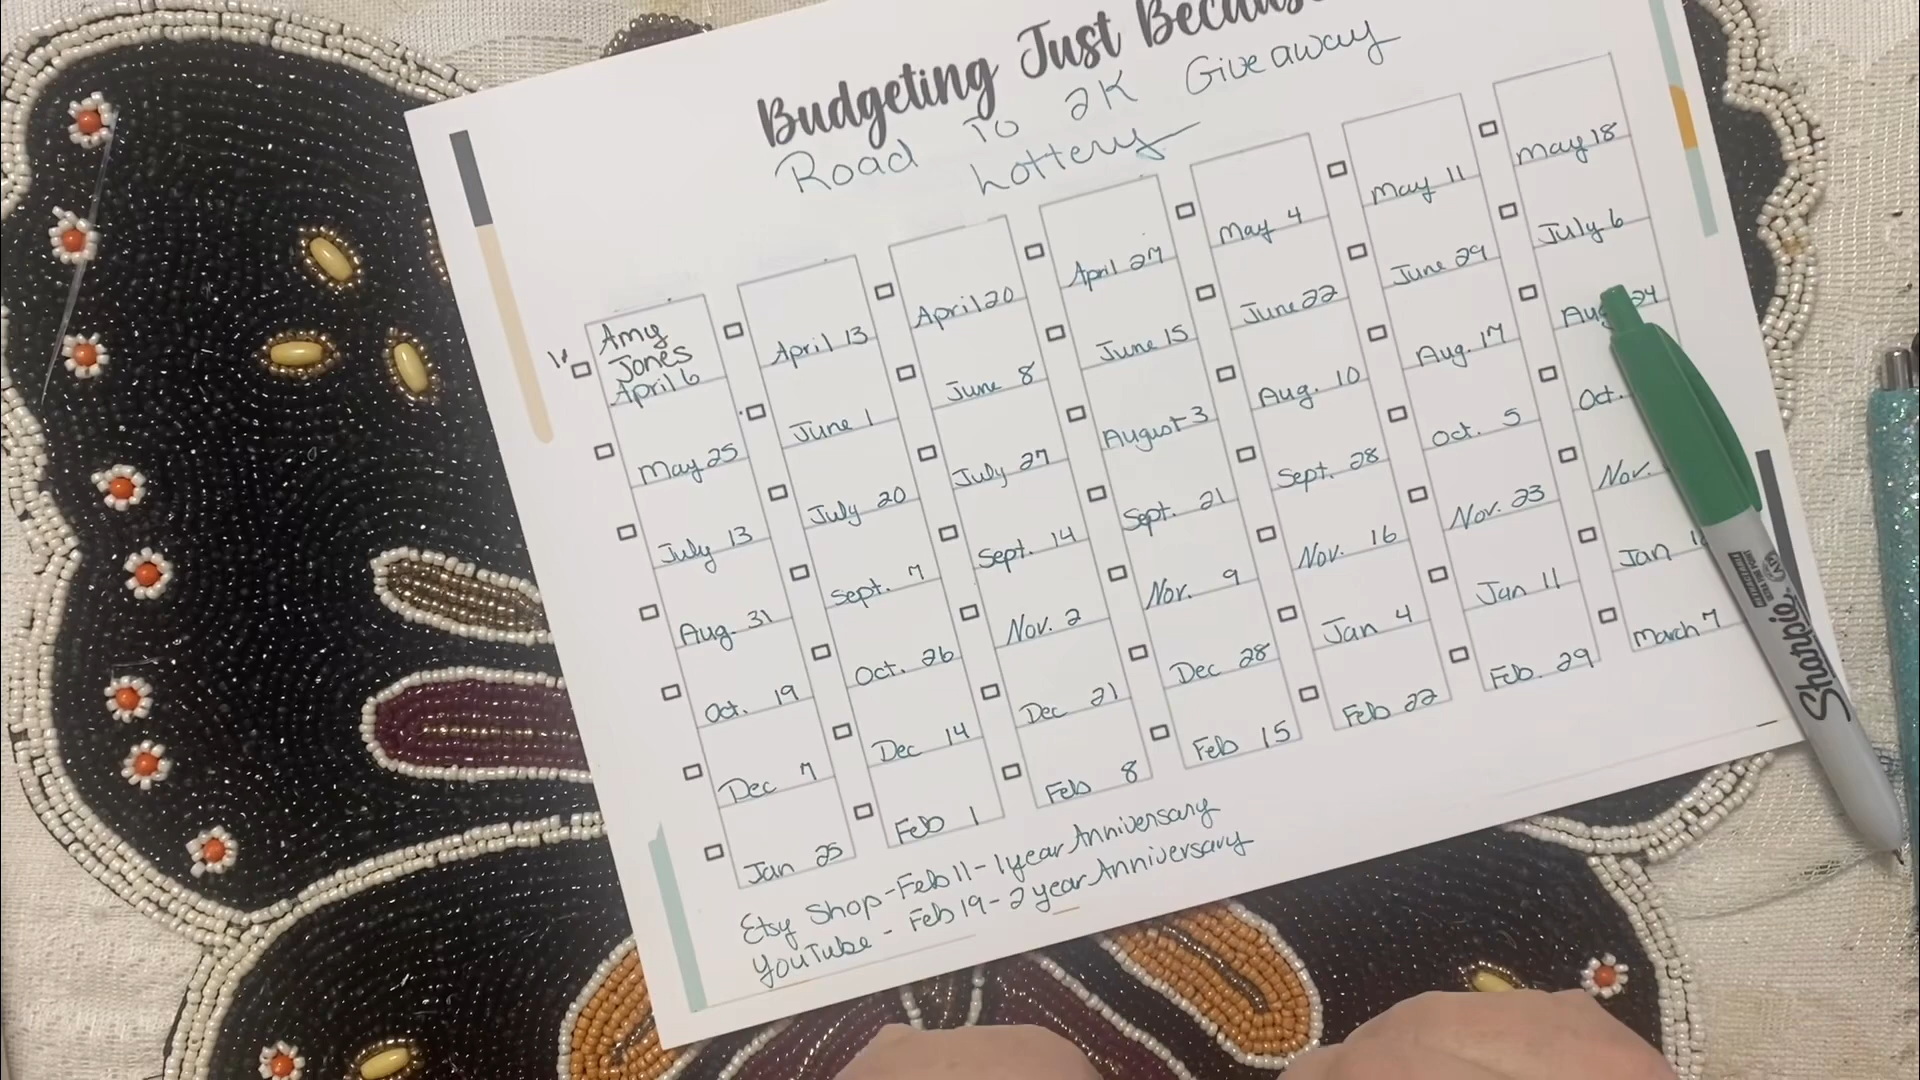 Budgeting Just
Road To 2K Giveaway
Lottery
Amy
Jones
April 6
April 13
April 20
April 27
May 4
May 11
May 18
May 25
June 1
June 8
June 15
June 22
June 29
July 6
July 13
July 20
July 27
August 3
Aug. 10
Aug. 17
24
Aug. 31
Sept. 7
Sept. 14
Sept. 21
Sept. 28
Oct. 5
Oct.
Oct. 19
Oct. 26
Nov. 2
Nov. 9
Nov. 16
Nov. 23
Nov.
Dec 7
Dec 14
Dec 21
Dec 28
Jan 4
Jan 11
Jan
Jan 25
Feb 1
Feb 8
Feb 15
Feb 22
Feb. 29
March 7
Etsy Shop - Feb 11 - 1 year Anniversary
YouTube - Feb 19 - 2 year Anniversary
Sharpie